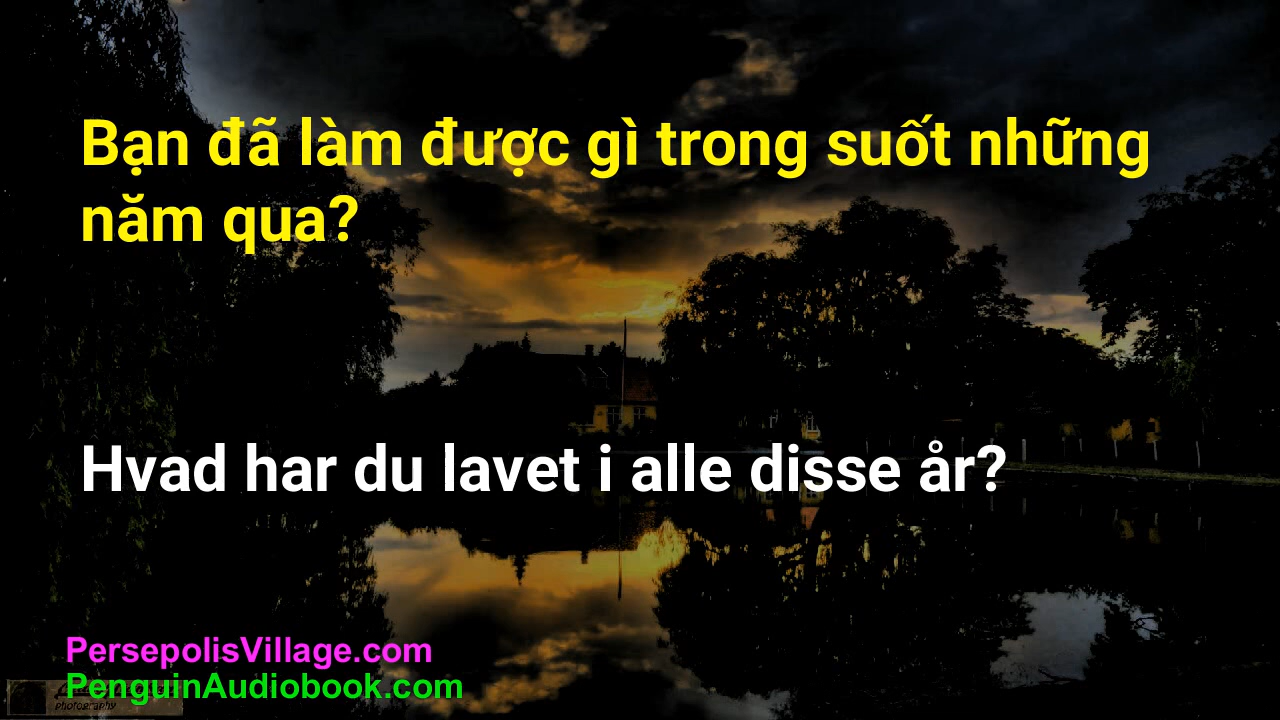 Bạn đã làm được gì trong suốt những
năm qua?
Hvad har du lavet i alle disse år?
PersepolisVillage.com
PenguinAudiobook.com
photography